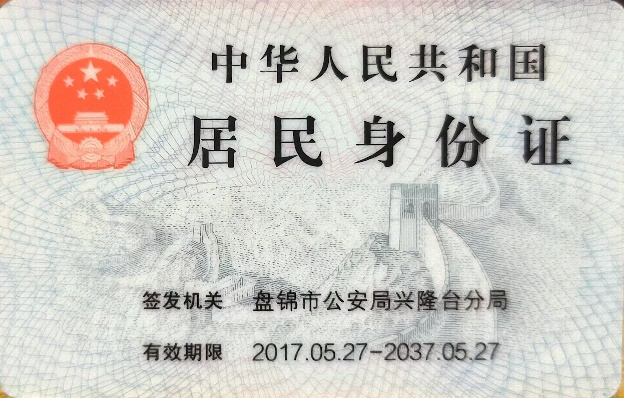 中华人民共和国
居民身份证
签发机关 盘锦市公安局兴隆台分局
有效期限 2017.05.27-2037.05.27